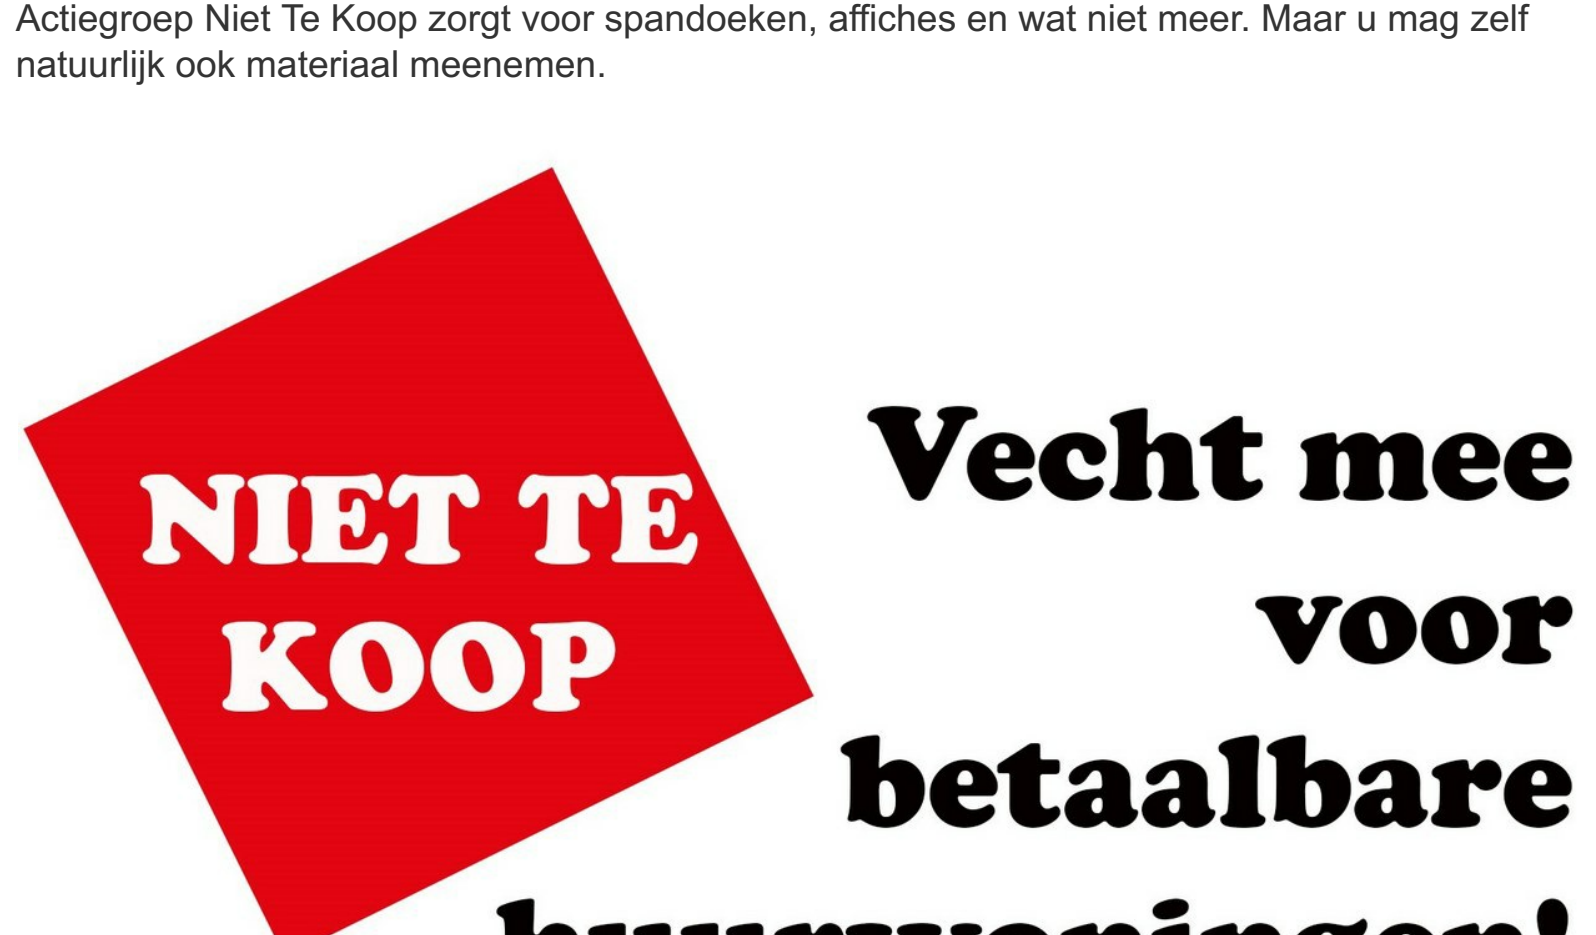 Actiegroep Niet Te Koop zorgt voor spandoeken, affiches en wat niet meer. Maar u mag zelf
natuurlijk ook materiaal meenemen.
NIET TE
KOOP
Vecht mee
voor
betaalbare
huurwoningen!